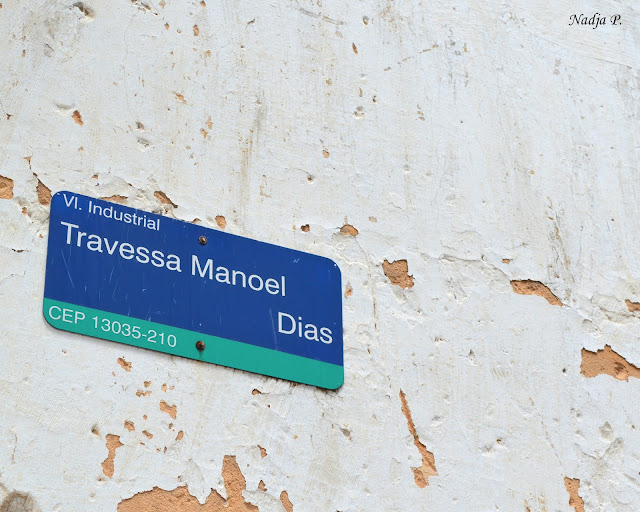 Nadja P.
Vl. Industrial
Travessa Manoel
Dias
CEP 13035-210